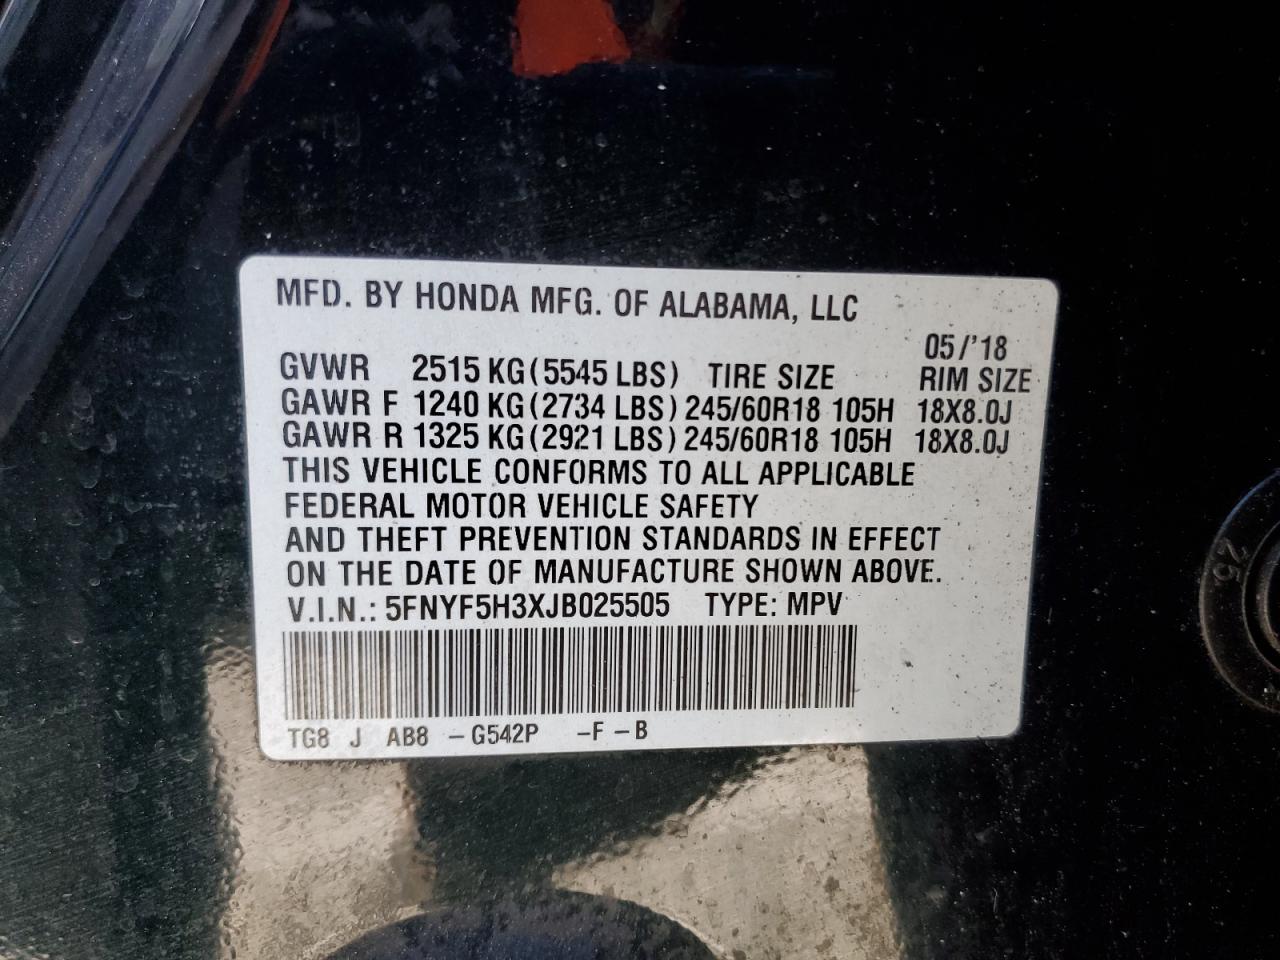 MFD. BY HONDA MFG. OF ALABAMA, LLC
05/'18
GVWR 2515 KG(5545 LBS) TIRE SIZE RIM SIZE
GAWR F 1240 KG(2734 LBS) 245/60R18 105H 18X8.0J
GAWR R 1325 KG(2921 LBS) 245/60R18 105H 18X8.0J
THIS VEHICLE CONFORMS TO ALL APPLICABLE
FEDERAL MOTOR VEHICLE SAFETY
AND THEFT PREVENTION STANDARDS IN EFFECT
ON THE DATE OF MANUFACTURE SHOWN ABOVE.
V.I.N.: 5FNYF5H3XJB025505 TYPE: MPV
TG8 J AB8 -G542P -F-B
25